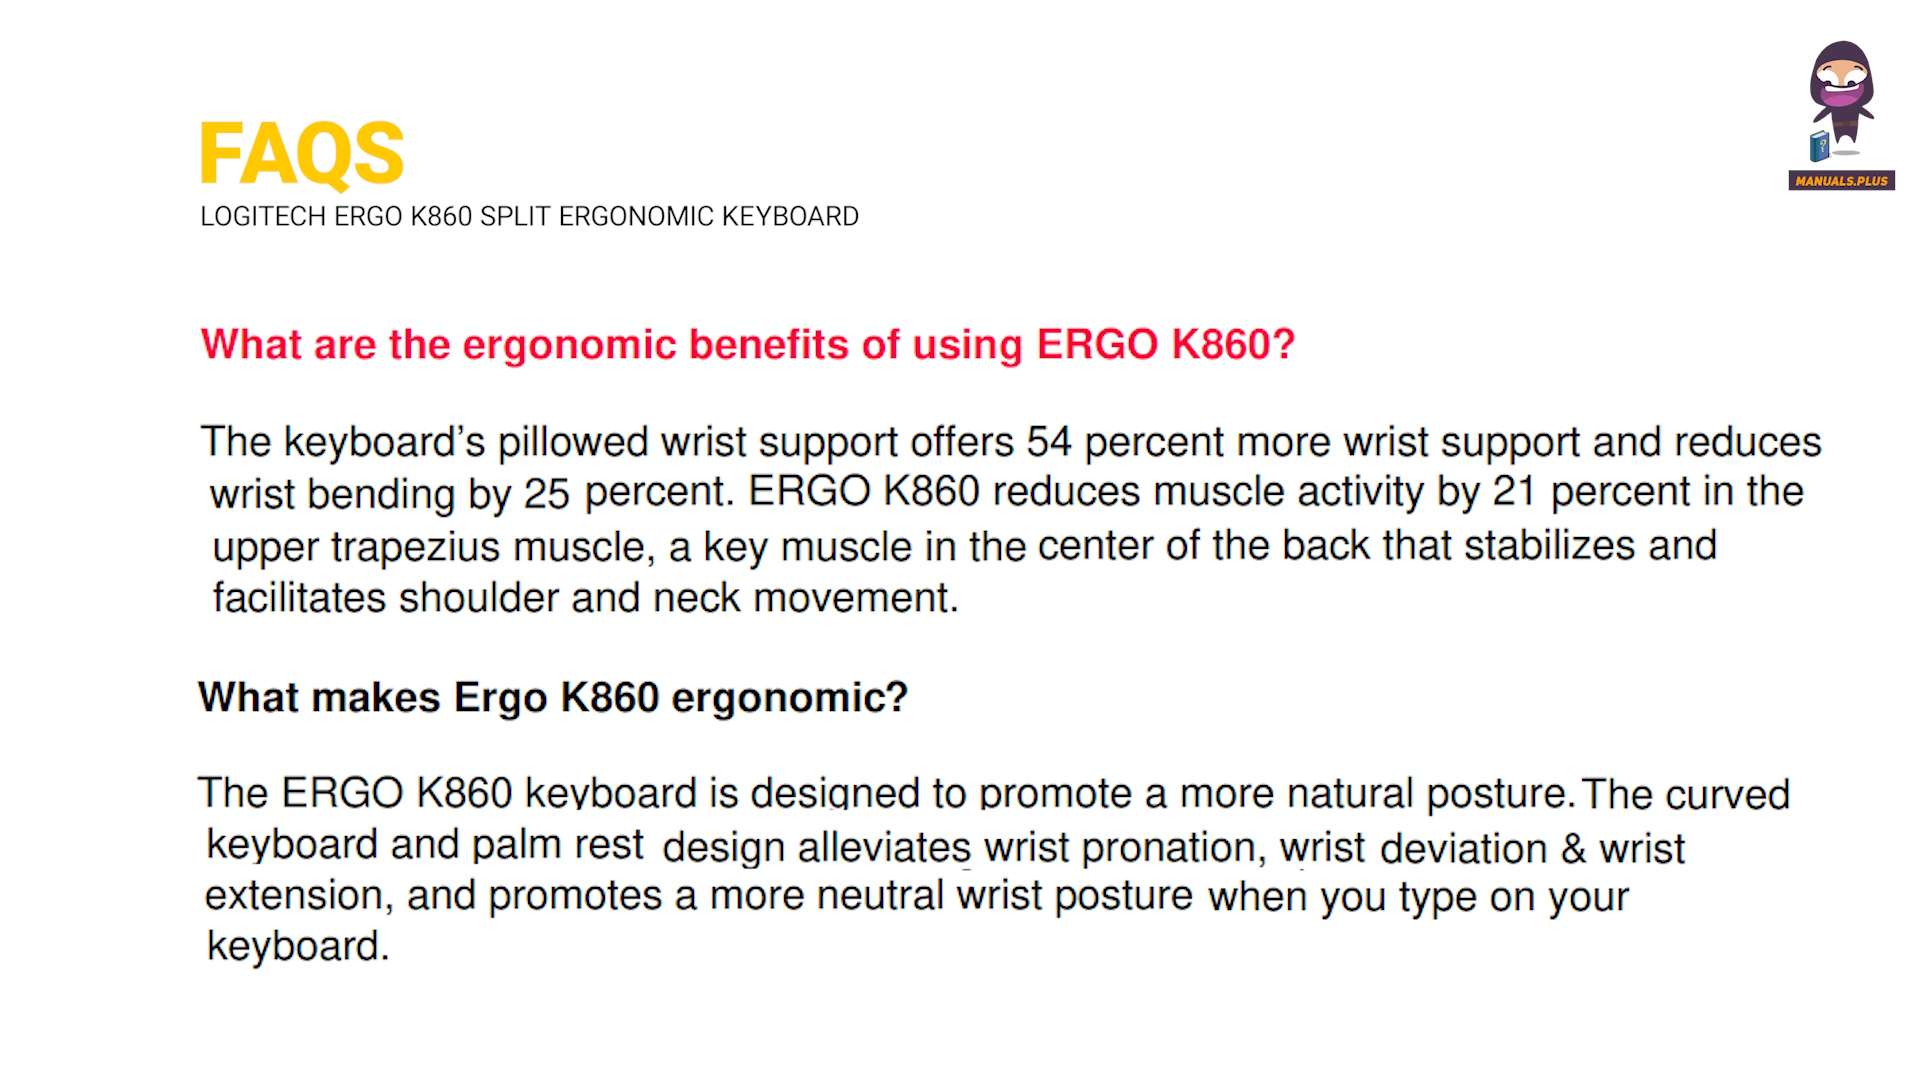 MANUALS.PLUS
FAQS
LOGITECH ERGO K860 SPLIT ERGONOMIC KEYBOARD
What are the ergonomic benefits of using ERGO K860?
The keyboard’s pillowed wrist support offers 54 percent more wrist support and reduces
wrist bending by 25 percent. ERGO K860 reduces muscle activity by 21 percent in the
upper trapezius muscle, a key muscle in the center of the back that stabilizes and
facilitates shoulder and neck movement.
What makes Ergo K860 ergonomic?
The ERGO K860 keyboard is designed to promote a more natural posture. The curved
keyboard and palm rest design alleviates wrist pronation, wrist deviation & wrist
extension, and promotes a more neutral wrist posture when you type on your
keyboard.